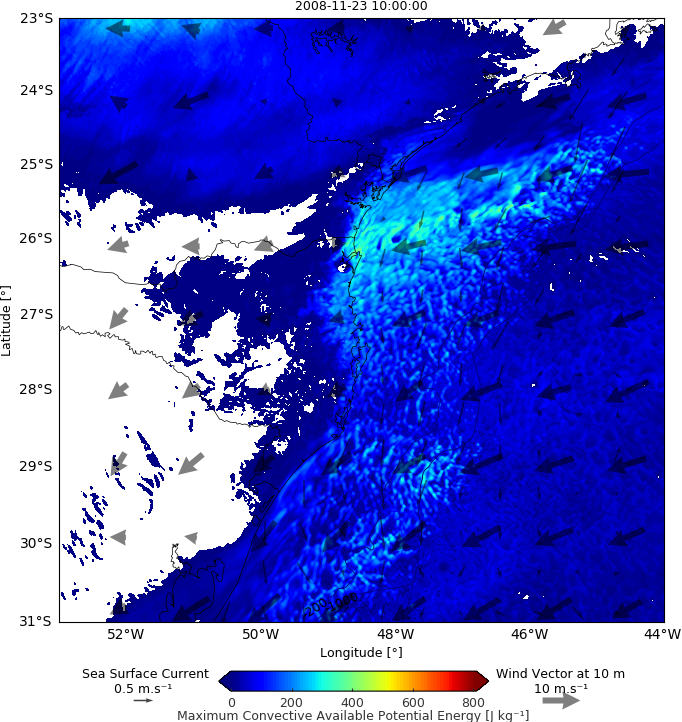 2008-11-23 10:00:00
23°S
24°S
25°S
26°S
27°S
28°S
29°S
30°S
31°S
Latitude [°]
52°W 50°W 48°W 46°W 44°W
Longitude [°]
Sea Surface Current
0.5 m.s⁻¹
Wind Vector at 10 m
10 m.s⁻¹
0 200 400 600 800
Maximum Convective Available Potential Energy [J kg⁻¹]